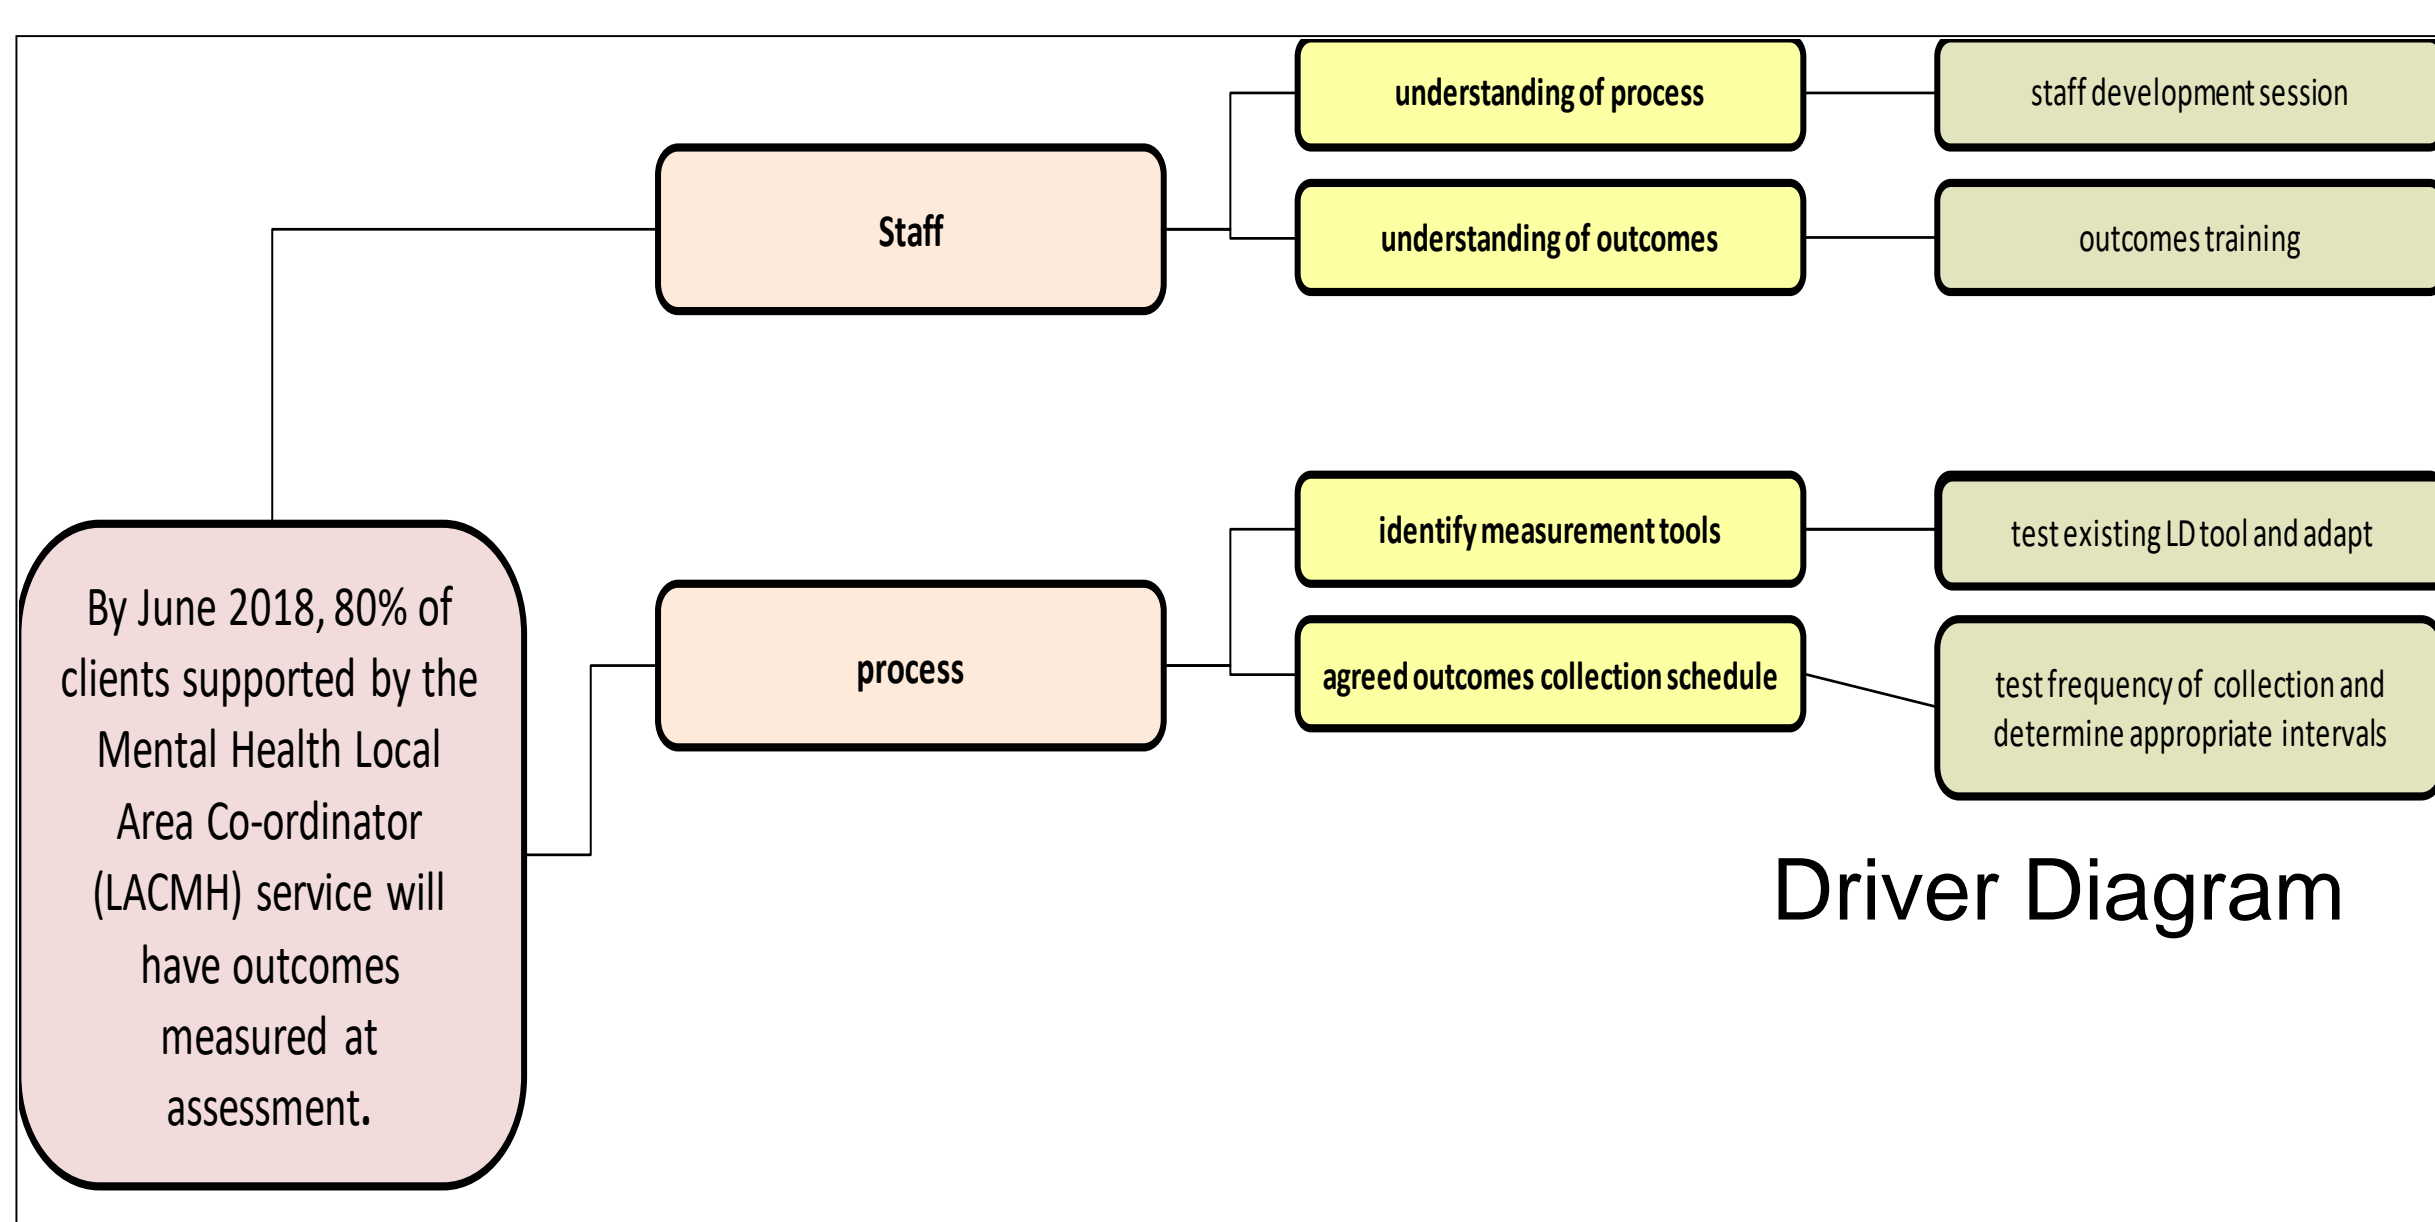 understanding of process
staff development session
Staff
understanding of outcomes
outcomes training
identify measurement tools
test existing LD tool and adapt
process
agreed outcomes collection schedule
test frequency of collection and
determine appropriate intervals
By June 2018, 80% of
clients supported by the
Mental Health Local
Area Co-ordinator
(LACMH) service will
have outcomes
measured at
assessment.
Driver Diagram